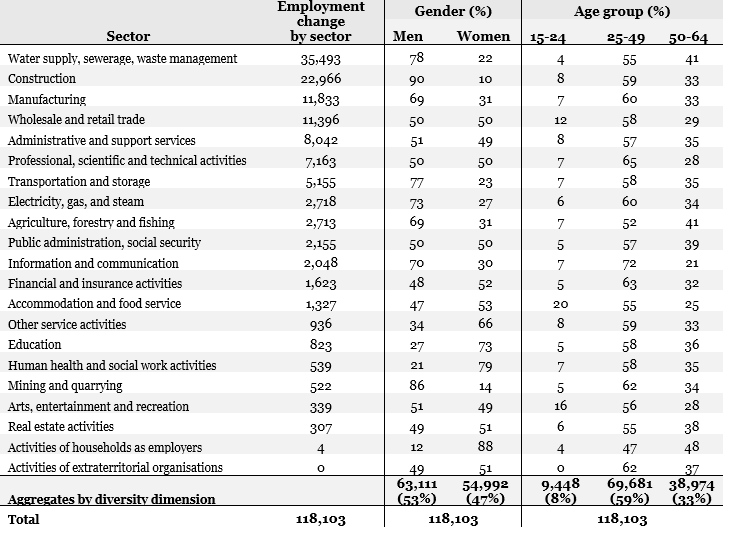 Employment Gender (%) Age group (%)
change
Sector by sector Men Women 15-24 25-49 50-64
Water supply, sewerage, waste management 35,493 78 22 4 55 41
Construction 22,966 90 10 8 59 33
Manufacturing 11,833 69 31 7 60 33
Wholesale and retail trade 11,396 50 50 12 58 29
Administrative and support services 8,042 51 49 8 57 35
Professional, scientific and technical activities 7,163 50 50 7 65 28
Transportation and storage 5,155 77 23 7 58 35
Electricity, gas, and steam 2,718 73 27 6 60 34
Agriculture, forestry and fishing 2,713 69 31 7 52 41
Public administration, social security 2,155 50 50 5 57 39
Information and communication 2,048 70 30 7 72 21
Financial and insurance activities 1,623 48 52 5 63 32
Accommodation and food service 1,327 47 53 20 55 25
Other service activities 936 34 66 8 59 33
Education 823 27 73 5 58 36
Human health and social work activities 539 21 79 7 58 35
Mining and quarrying 522 86 14 5 62 34
Arts, entertainment and recreation 339 51 49 16 56 28
Real estate activities 307 49 51 6 55 38
Activities of households as employers 4 12 88 4 47 48
Activities of extraterritorial organisations 0 49 51 0 62 37
63,111 54,992 9,448 69,681 38,974
Aggregates by diversity dimension (53%) (47%) (8%) (59%) (33%)
Total 118,103 118,103 118,103